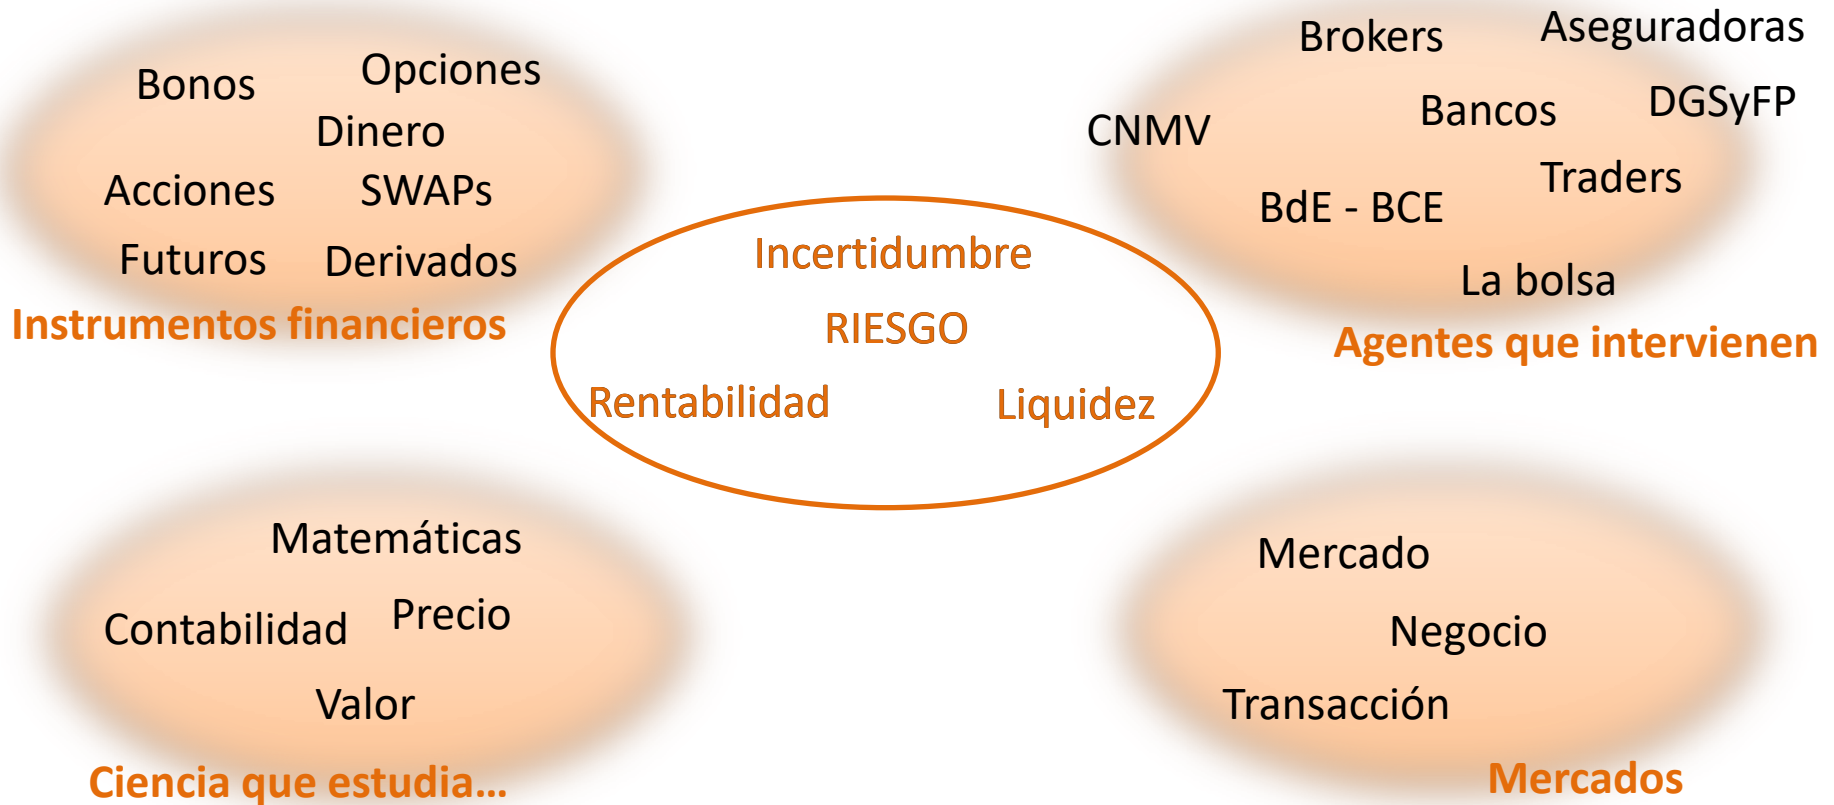 Bonos
Opciones
Dinero
Acciones
SWAPs
Futuros
Derivados
Instrumentos financieros
Brokers
Aseguradoras
CNMV
Bancos
DGSyFP
BdE - BCE
Traders
La bolsa
Agentes que intervienen
Incertidumbre
RIESGO
Rentabilidad
Liquidez
Matemáticas
Contabilidad
Precio
Valor
Ciencia que estudia...
Mercado
Negocio
Transacción
Mercados